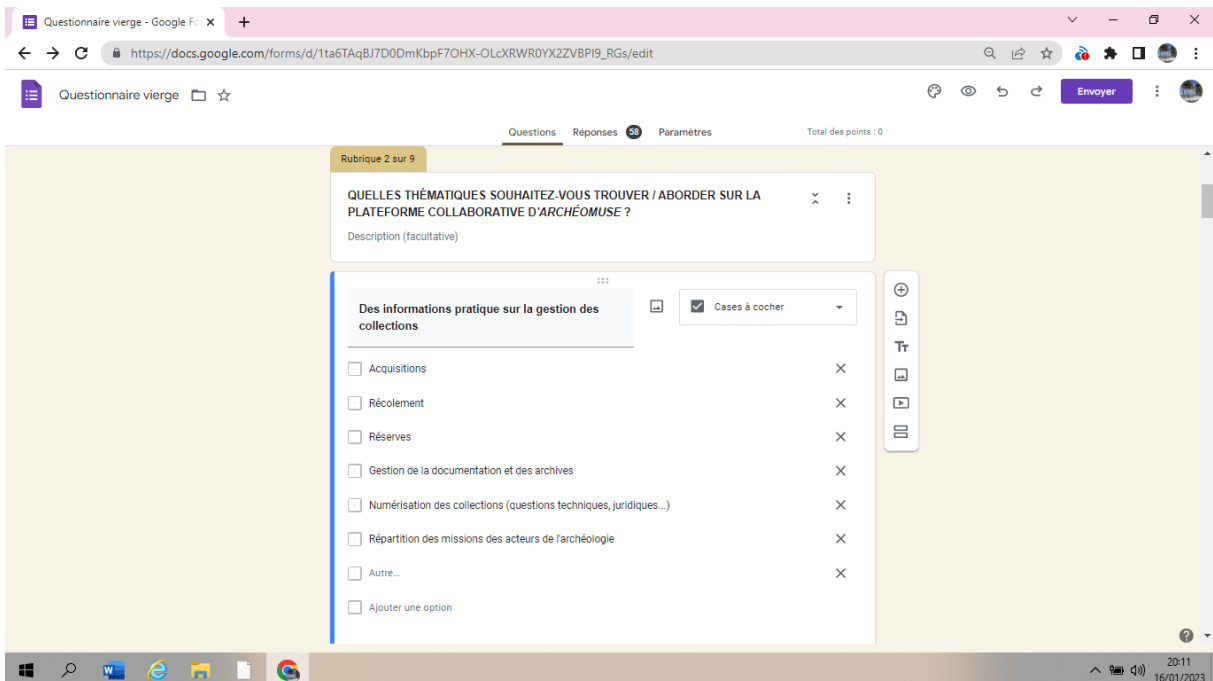 Questionnaire vierge - Google Fo
https://docs.google.com/forms/d/1ta6TAqBJ7D0DmKbpF7OHX-OLcXRWR0YX2ZVBPI9_RGs/edit
Questionnaire vierge
Envoyer
Questions Réponses 58 Paramètres Total des points : 0
Rubrique 2 sur 9
QUELLES THÉMATIQUES SOUHAITEZ-VOUS TROUVER / ABORDER SUR LA
PLATEFORME COLLABORATIVE D'ARCHÉOMUSE ?
Description (facultative)
Des informations pratique sur la gestion des
collections
Cases à cocher
Acquisitions
Récolement
Réserves
Gestion de la documentation et des archives
Numérisation des collections (questions techniques, juridiques...)
Répartition des missions des acteurs de l'archéologie
Autre...
Ajouter une option
20:11
16/01/2023